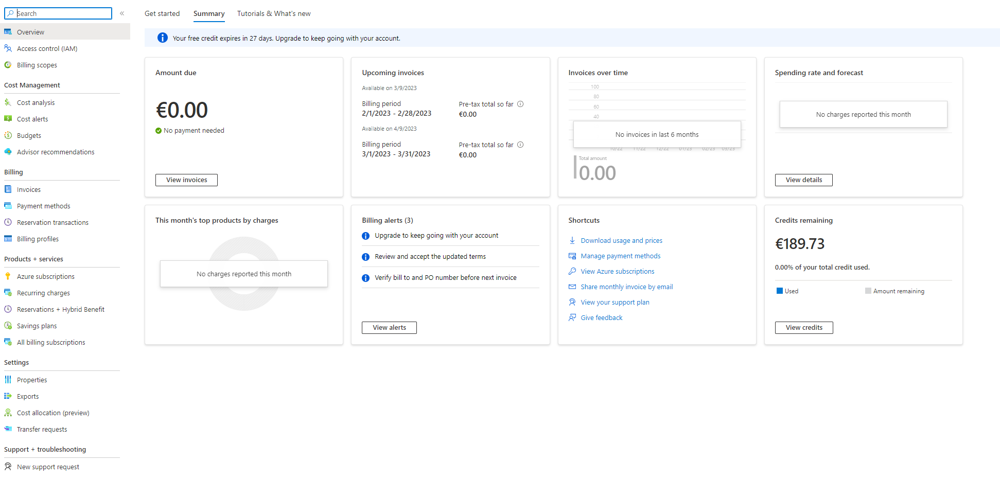 Search
«
Get started
Summary
Tutorials & What's new
Overview
Access control (IAM)
Billing scopes
Cost Management
Cost analysis
Cost alerts
Budgets
Advisor recommendations
Billing
Invoices
Payment methods
Reservation transactions
Billing profiles
Products + services
Azure subscriptions
Recurring charges
Reservations + Hybrid Benefit
Savings plans
All billing subscriptions
Settings
Properties
Exports
Cost allocation (preview)
Transfer requests
Support + troubleshooting
New support request
Your free credit expires in 27 days. Upgrade to keep going with your account.
Amount due
€0.00
No payment needed
View invoices
Upcoming invoices
Available on 3/9/2023
Billing period
Pre-tax total so far
2/1/2023 - 2/28/2023
€0.00
Available on 4/9/2023
Billing period
Pre-tax total so far
3/1/2023 - 3/31/2023
€0.00
Invoices over time
100
80
60
40
No invoices in last 6 months
10/22 11/22 12/22 01/23 02/23 03/23
Total amount
0.00
Spending rate and forecast
No charges reported this month
View details
This month's top products by charges
No charges reported this month
Billing alerts (3)
Upgrade to keep going with your account
Review and accept the updated terms
Verify bill to and PO number before next invoice
View alerts
Shortcuts
Download usage and prices
Manage payment methods
View Azure subscriptions
Share monthly invoice by email
View your support plan
Give feedback
Credits remaining
€189.73
0.00% of your total credit used.
Used
Amount remaining
View credits